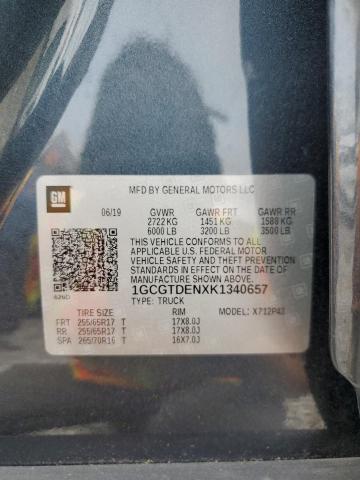 MFD BY GENERAL MOTORS LLC
GM
06/19 GVWR GAWR FRT GAWR RR
2722 KG 1451 KG 1588 KG
6000 LB 3200 LB 3500 LB
THIS VEHICLE CONFORMS TO ALL
APPLICABLE U.S. FEDERAL MOTOR
VEHICLE SAFETY AND THEFT
PREVENTION STANDARDS IN EFFECT
ON THE DATE OF MANUFACTURE
SHOWN ABOVE.
1GCGTDENXK1340657
TYPE: TRUCK
TIRE SIZE RIM MODEL:
FRT 255/65R17 T 17X8.0J
RR 255/65R17 T 17X8.0J
SPA 265/70R16 T 16X7.0J